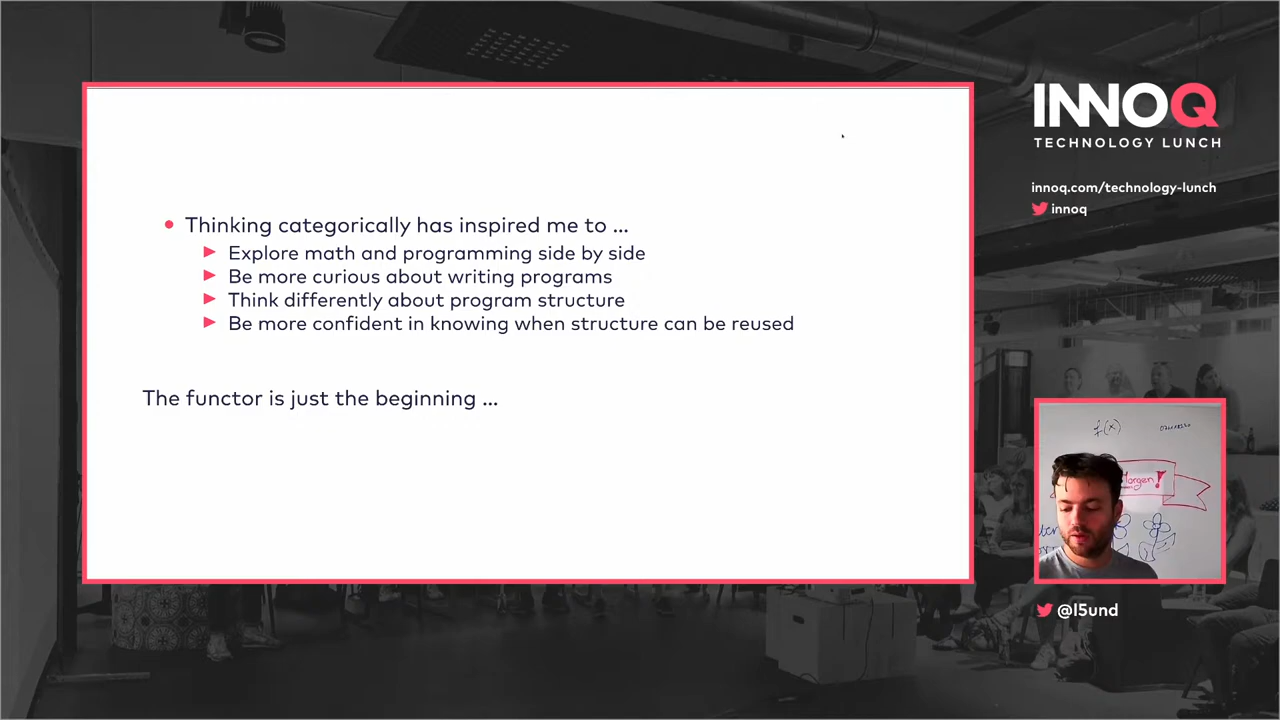 INNOQ
TECHNOLOGY LUNCH
innoq.com/technology-lunch
innoq
• Thinking categorically has inspired me to ...
▶ Explore math and programming side by side
▶ Be more curious about writing programs
▶ Think differently about program structure
▶ Be more confident in knowing when structure can be reused
The functor is just the beginning ...
f(x)
orgen!
@l5und